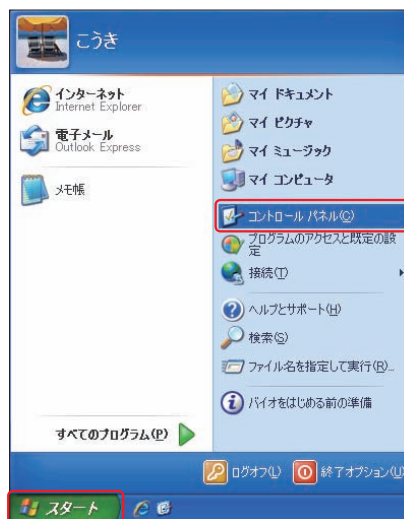 こうき
インターネット
Internet Explorer
電子メール
Outlook Express
メモ帳
すべてのプログラム(P)
マイ ドキュメント
マイ ピクチャ
マイ ミュージック
マイ コンピュータ
コントロール パネル(C)
プログラムのアクセスと既定の設
定
接続(T)
ヘルプとサポート(H)
検索(S)
ファイル名を指定して実行(R)...
バイオをはじめる前の準備
ログオフ(L)
終了オプション(U)
スタート